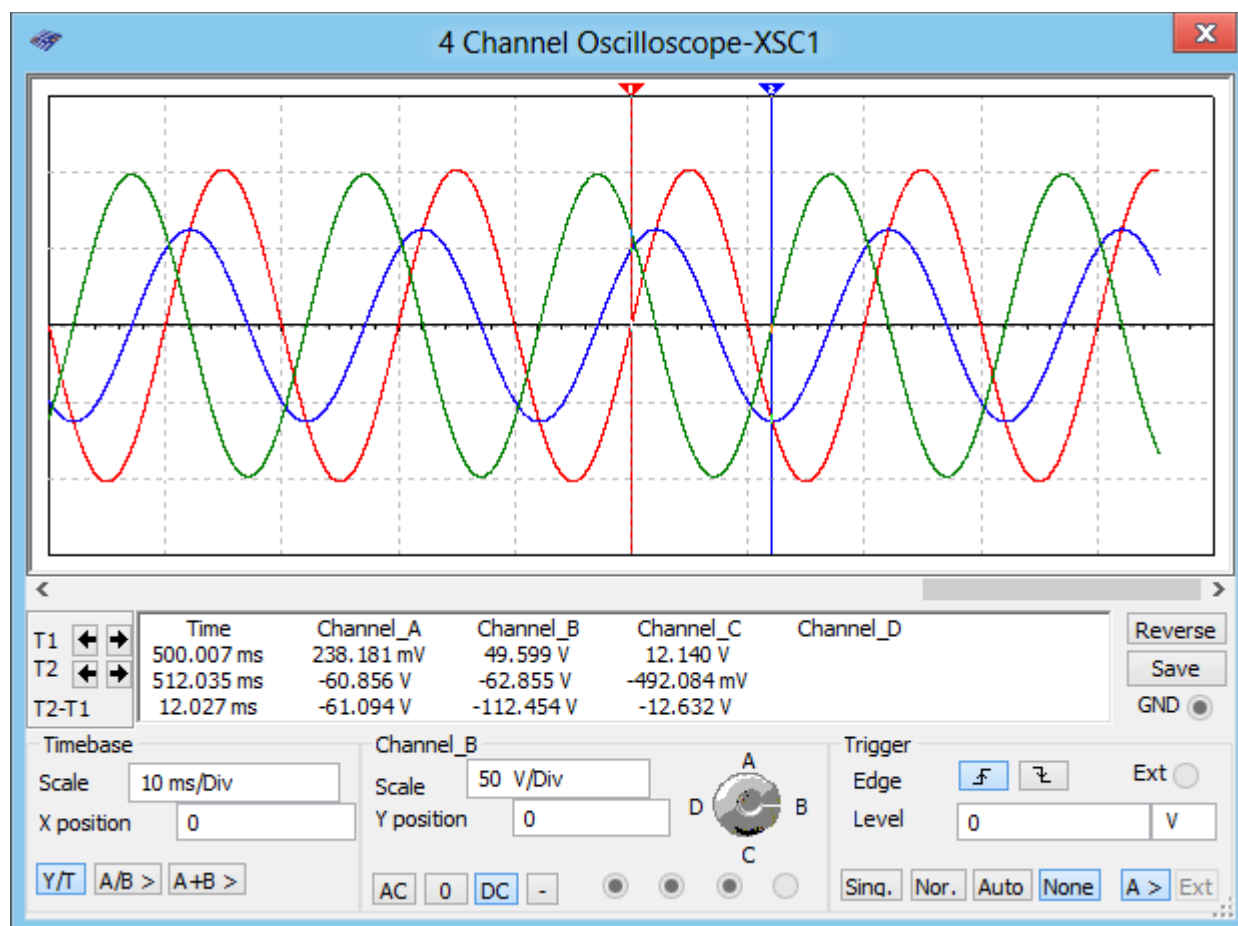 4 Channel Oscilloscope-XSC1
x
1 2
Time Channel_A Channel_B Channel_C Channel_D
T1 500.007 ms 238.181 mV 49.599 V 12.140 V
T2 512.035 ms -60.856 V -62.855 V -492.084 mV
T2-T1 12.027 ms -61.094 V -112.454 V -12.632 V
Reverse
Save
GND
Timebase
Scale 10 ms/Div
X position 0
Y/T A/B > A+B >
Channel_B
Scale 50 V/Div
Y position 0
AC 0 DC -
A
D B
C
Trigger
Edge Ext
Level 0 V
Sing. Nor. Auto None A > Ext